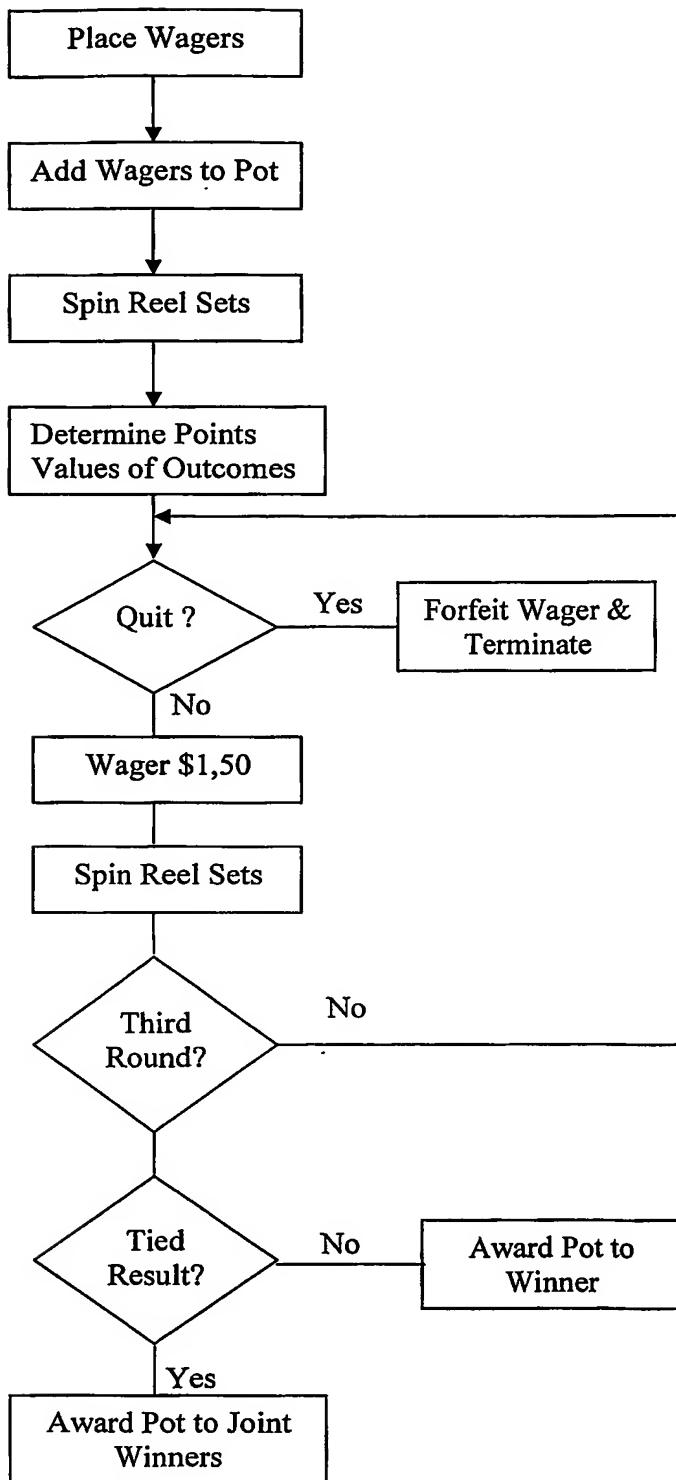 Place Wagers
Add Wagers to Pot
Spin Reel Sets
Determine Points
Values of Outcomes
Quit ?
Yes
Forfeit Wager &
Terminate
No
Wager $1,50
Spin Reel Sets
Third
Round?
No
Tied
Result?
No
Award Pot to
Winner
Yes
Award Pot to Joint
Winners